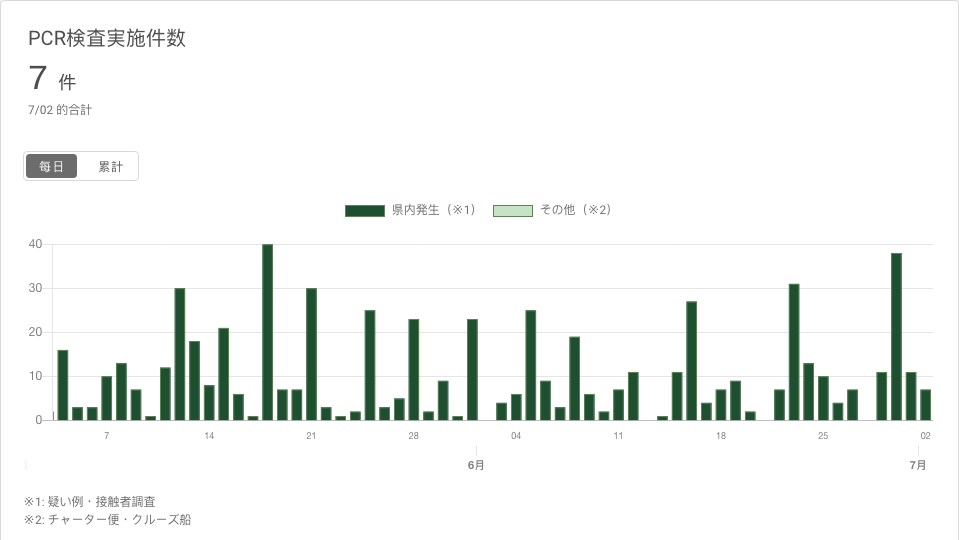 PCR検査実施件数
7 件
7/02 的合計
毎日 累計
県内発生（※1） その他（※2）
40
30
20
10
0
7 14 21 28 04 11 18 25 02
6月 7月
※1: 疑い例・接触者調査
※2: チャーター便・クルーズ船